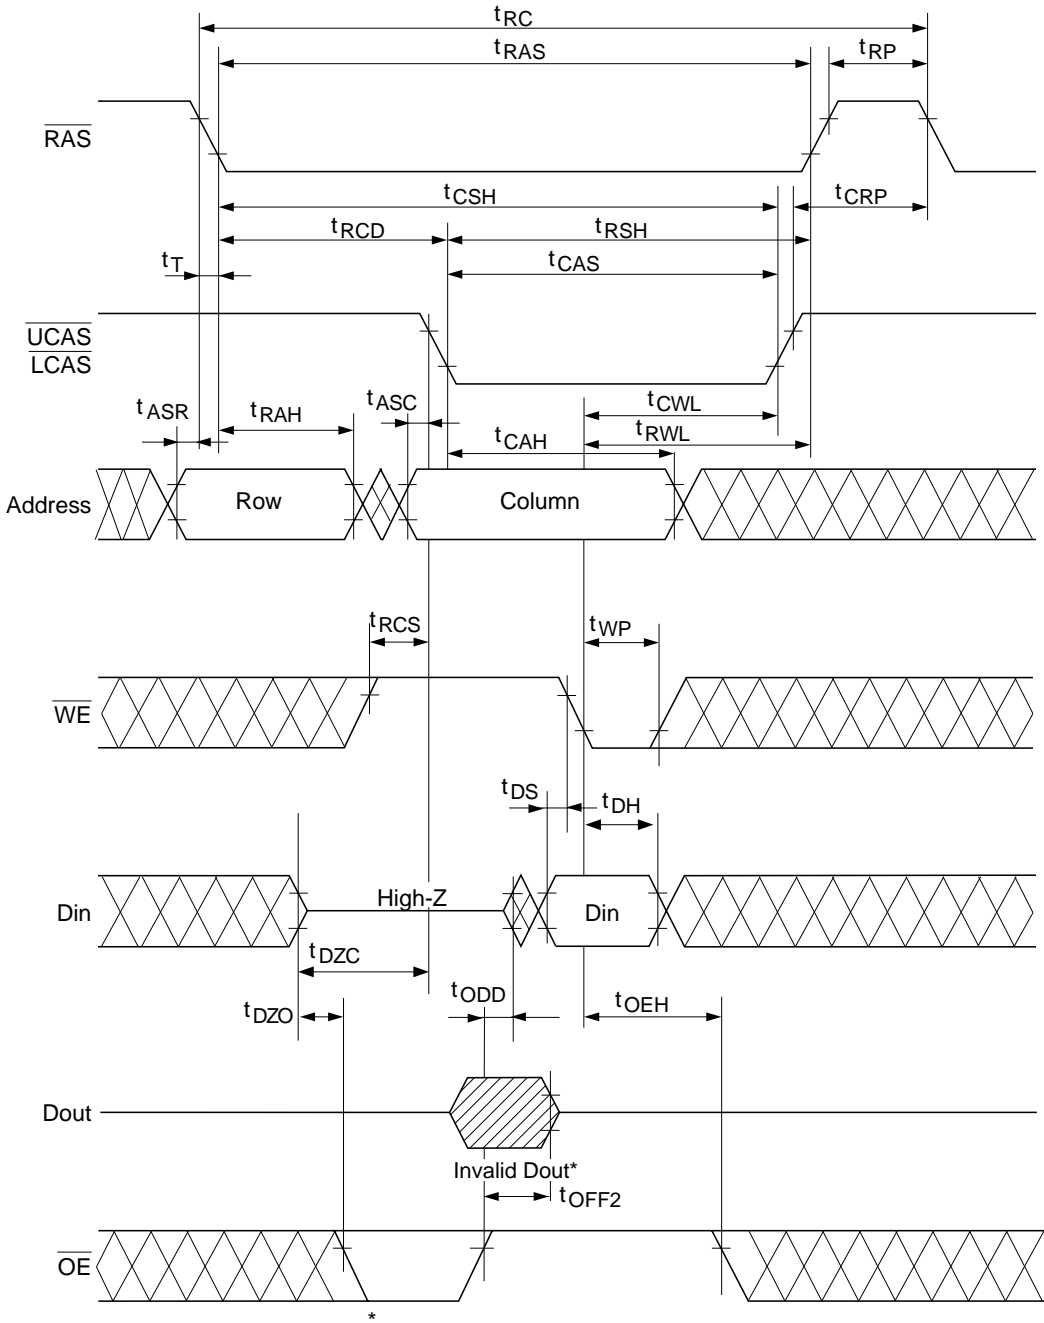 tRC
tRAS
tRP
RAS
tCSH
tCRP
tRCD
tRSH
tT
tCAS
UCAS
LCAS
tASR
tRAH
tASC
tCWL
tCAH
tRWL
Address
Row
Column
tRCS
tWP
WE
tDS
tDH
Din
High-Z
Din
tDZC
tDZO
tODD
tOEH
Dout
Invalid Dout*
tOFF2
OE
*